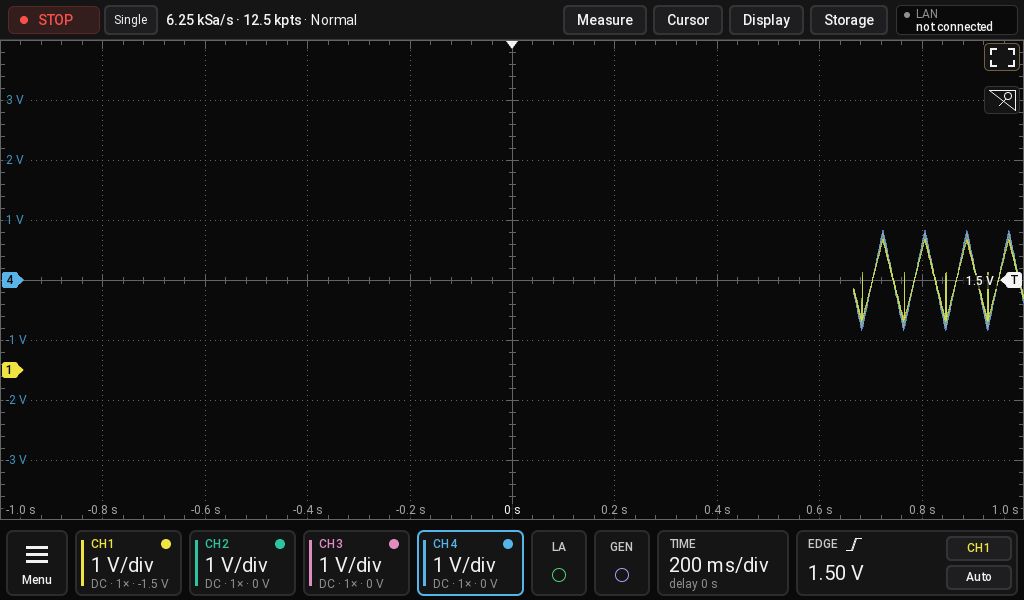 STOP
Single
6.25 kSa/s · 12.5 kpts · Normal
Measure
Cursor
Display
Storage
LAN
not connected
3 V
2 V
1 V
4
1.5 V
T
-1 V
1
-2 V
-3 V
-1.0 s
-0.8 s
-0.6 s
-0.4 s
-0.2 s
0 s
0.2 s
0.4 s
0.6 s
0.8 s
1.0 s
Menu
CH1
1 V/div
DC · 1× · -1.5 V
CH2
1 V/div
DC · 1× · 0 V
CH3
1 V/div
DC · 1× · 0 V
CH4
1 V/div
DC · 1× · 0 V
LA
GEN
TIME
200 ms/div
delay 0 s
EDGE
1.50 V
CH1
Auto